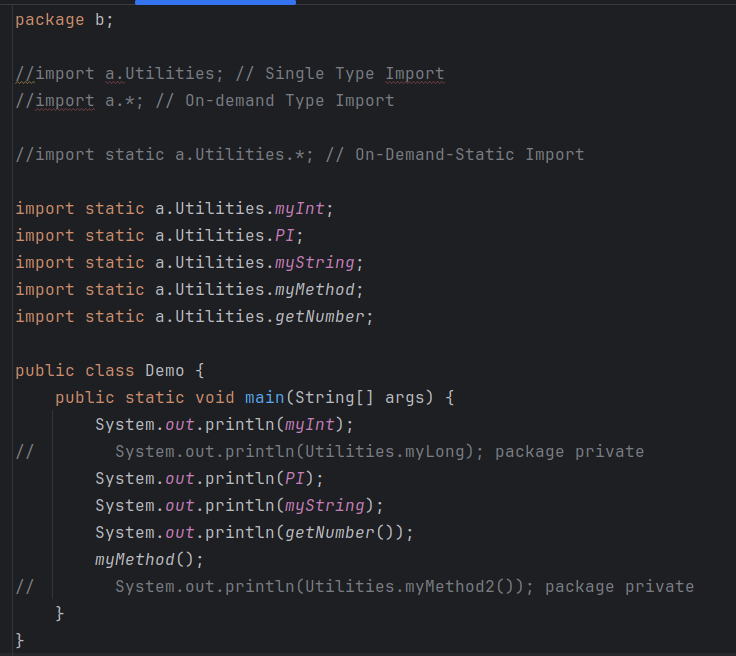 package b;

//import a.Utilities; // Single Type Import
//import a.*; // On-demand Type Import

//import static a.Utilities.*; // On-Demand-Static Import

import static a.Utilities.myInt;
import static a.Utilities.PI;
import static a.Utilities.myString;
import static a.Utilities.myMethod;
import static a.Utilities.getNumber;

public class Demo {
    public static void main(String[] args) {
        System.out.println(myInt);
//        System.out.println(Utilities.myLong); package private
        System.out.println(PI);
        System.out.println(myString);
        System.out.println(getNumber());
        myMethod();
//        System.out.println(Utilities.myMethod2()); package private
    }
}